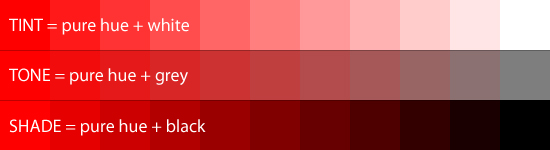 TINT = pure hue + white
TONE = pure hue + grey
SHADE = pure hue + black